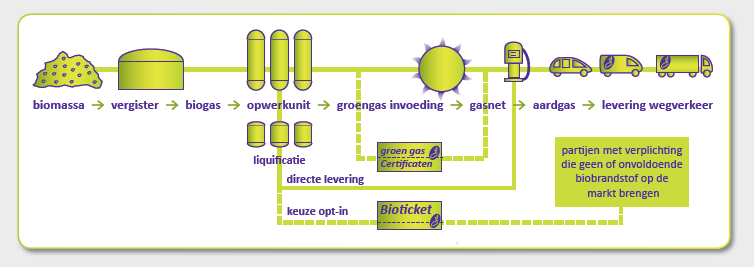 biomassa → vergister → biogas → opwerkunit → groengas invoeding → gasnet → aardgas → levering wegverkeer
liquificatie
groen gas
Certificaten
directe levering
keuze opt-in
Bioticket
partijen met verplichting
die geen of onvoldoende
biobrandstof op de
markt brengen